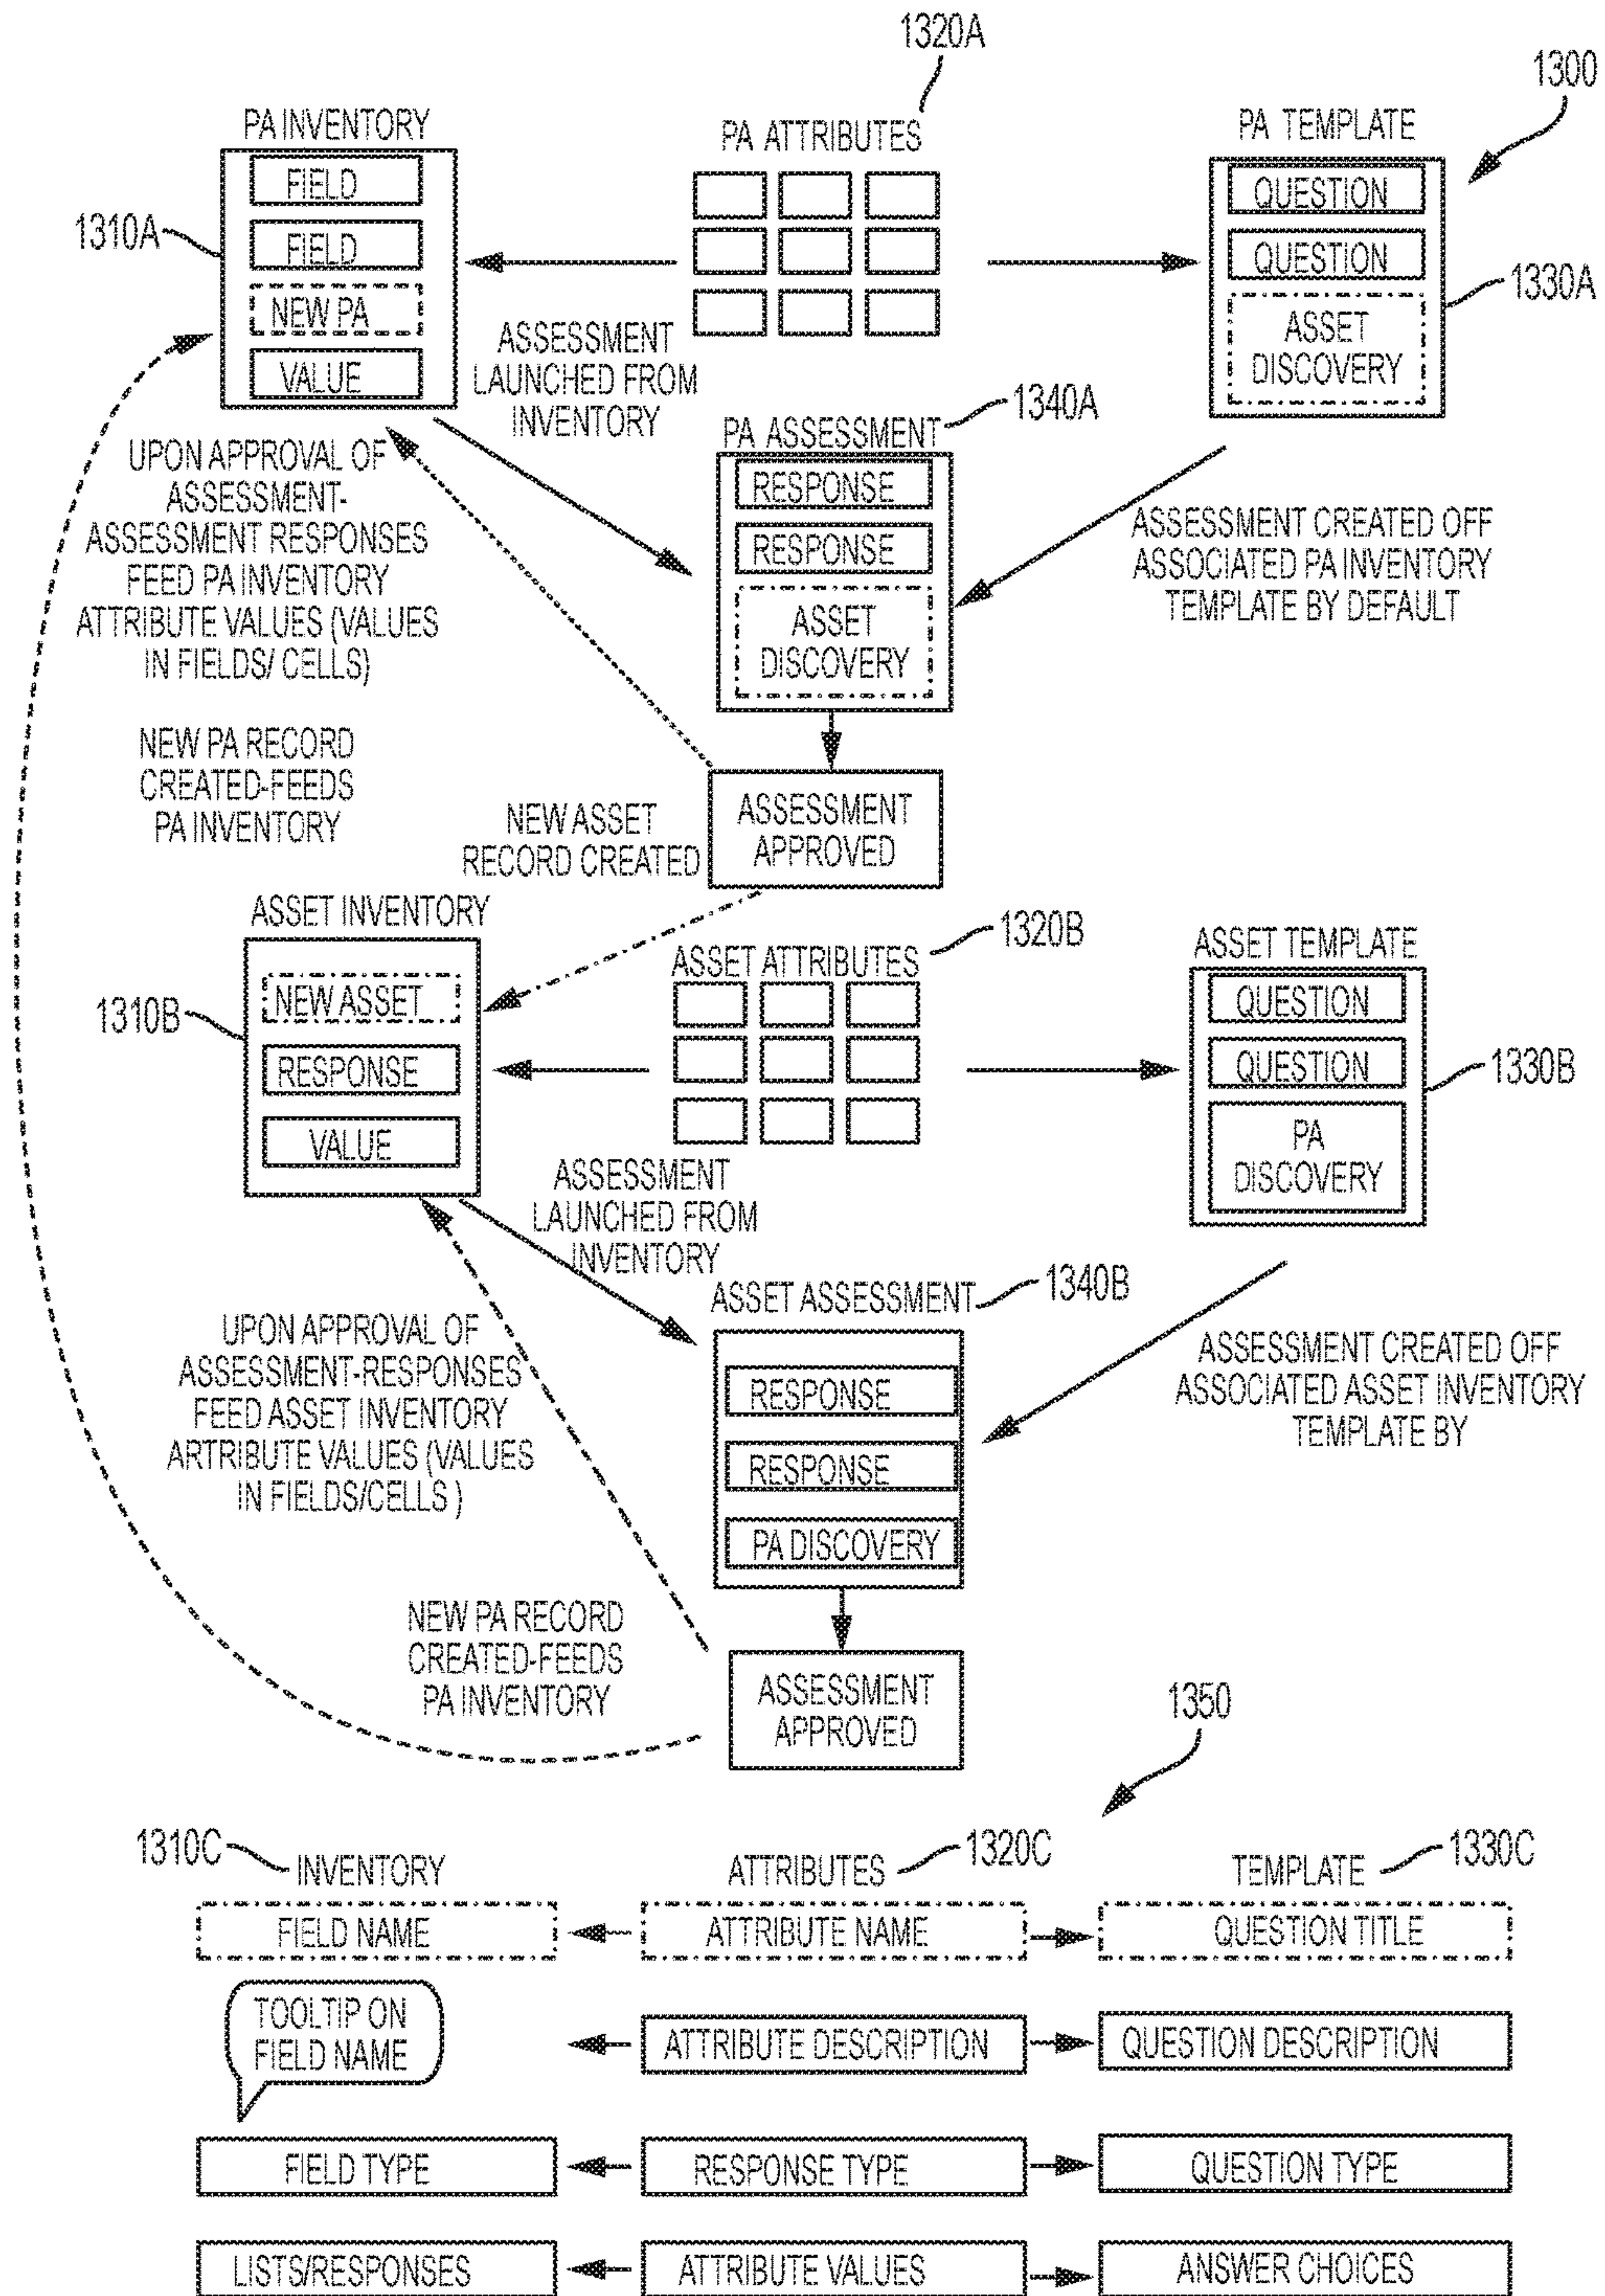 1320A
1300
PA INVENTORY
PA ATTRIBUTES
PA TEMPLATE
FIELD
FIELD
NEW PA
VALUE
1310A
QUESTION
QUESTION
ASSET
DISCOVERY
1330A
ASSESSMENT
LAUNCHED FROM
INVENTORY
1340A
PA ASSESSMENT
RESPONSE
RESPONSE
ASSET
DISCOVERY
UPON APPROVAL OF
ASSESSMENT-
ASSESSMENT RESPONSES
FEED PA INVENTORY
ATTRIBUTE VALUES (VALUES
IN FIELDS/ CELLS)
ASSESSMENT CREATED OFF
ASSOCIATED PA INVENTORY
TEMPLATE BY DEFAULT
NEW PA RECORD
CREATED-FEEDS
PA INVENTORY
NEW ASSET
RECORD CREATED
ASSESSMENT
APPROVED
ASSET INVENTORY
1320B
ASSET ATTRIBUTES
ASSET TEMPLATE
NEW ASSET
RESPONSE
VALUE
1310B
QUESTION
QUESTION
PA
DISCOVERY
1330B
ASSESSMENT
LAUNCHED FROM
INVENTORY
ASSET ASSESSMENT
1340B
RESPONSE
RESPONSE
PA DISCOVERY
UPON APPROVAL OF
ASSESSMENT-RESPONSES
FEED ASSET INVENTORY
ARTRIBUTE VALUES (VALUES
IN FIELDS/CELLS )
ASSESSMENT CREATED OFF
ASSOCIATED ASSET INVENTORY
TEMPLATE BY
NEW PA RECORD
CREATED-FEEDS
PA INVENTORY
ASSESSMENT
APPROVED
1350
1310C
INVENTORY
ATTRIBUTES
1320C
TEMPLATE
1330C
FIELD NAME
ATTRIBUTE NAME
QUESTION TITLE
TOOLTIP ON
FIELD NAME
ATTRIBUTE DESCRIPTION
QUESTION DESCRIPTION
FIELD TYPE
RESPONSE TYPE
QUESTION TYPE
LISTS/RESPONSES
ATTRIBUTE VALUES
ANSWER CHOICES